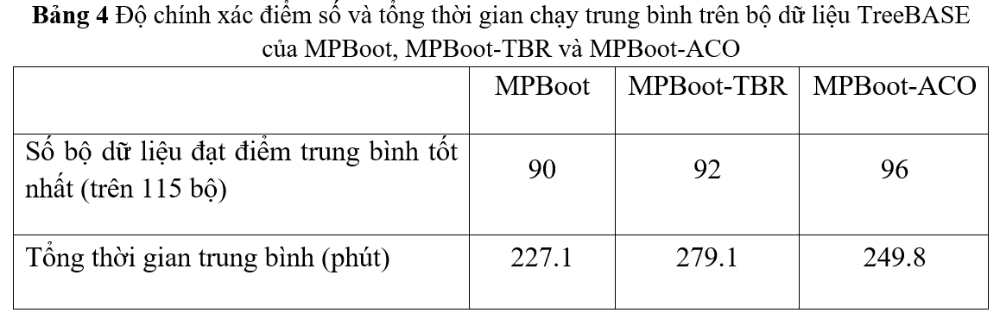 Bảng 4 Độ chính xác điểm số và tổng thời gian chạy trung bình trên bộ dữ liệu TreeBASE
của MPBoot, MPBoot-TBR và MPBoot-ACO
MPBoot MPBoot-TBR MPBoot-ACO
Số bộ dữ liệu đạt điểm trung bình tốt
nhất (trên 115 bộ) 90 92 96
Tổng thời gian trung bình (phút) 227.1 279.1 249.8